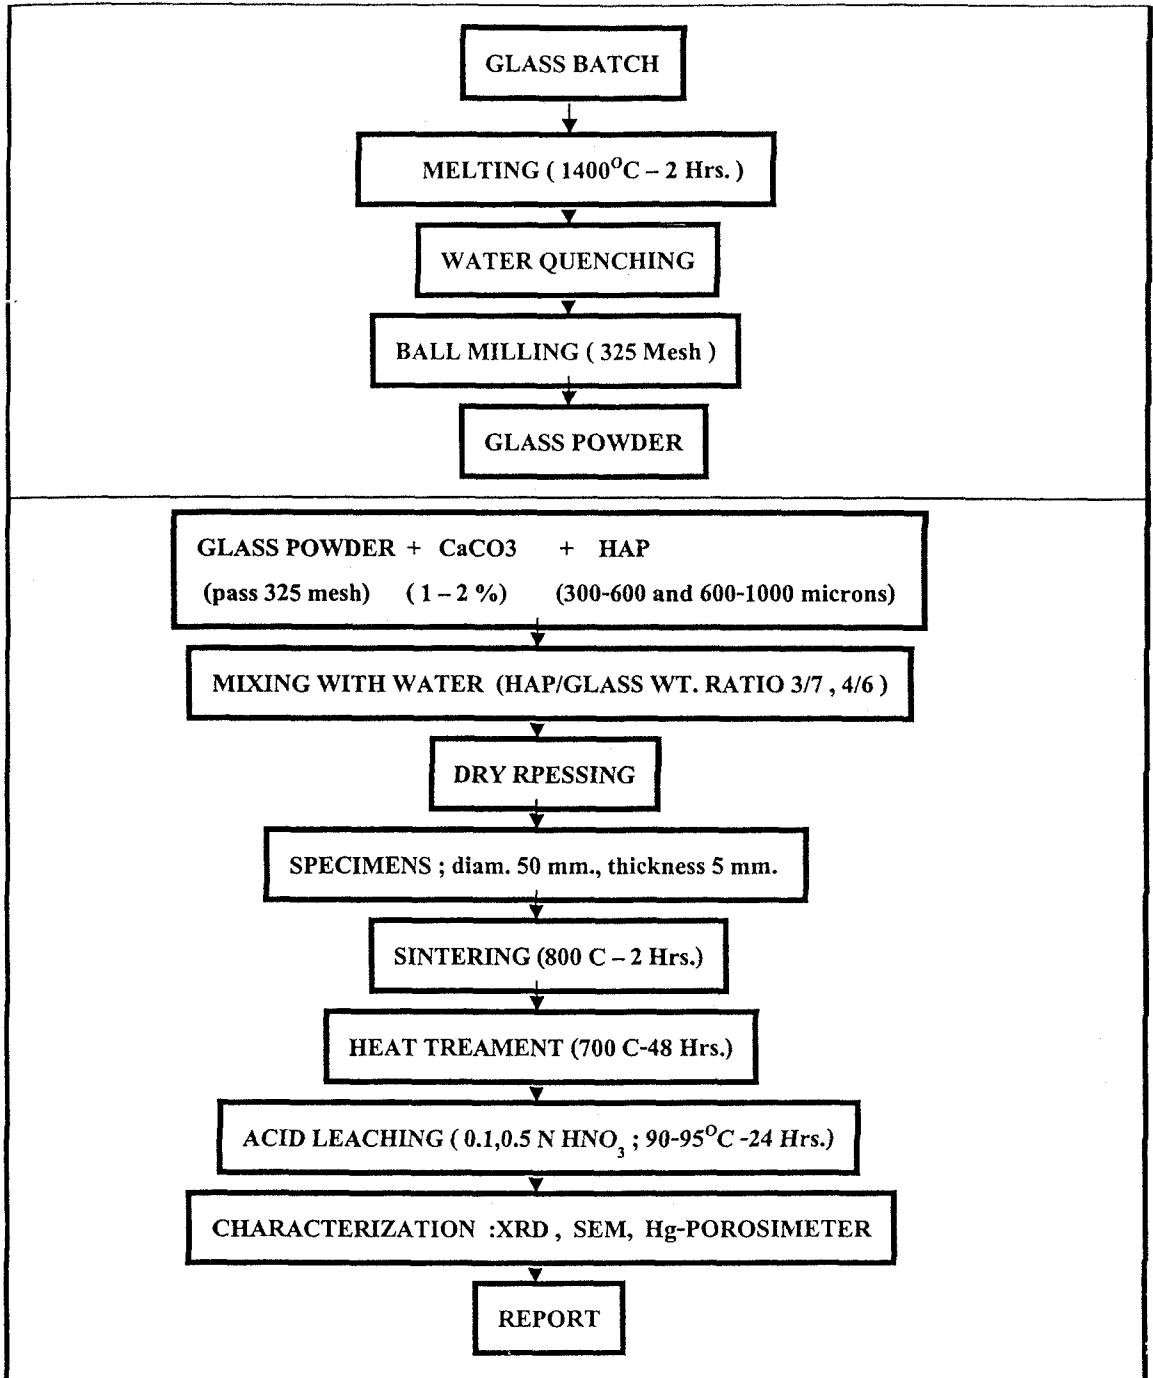 GLASS BATCH
MELTING ( 1400⁰C – 2 Hrs. )
WATER QUENCHING
BALL MILLING ( 325 Mesh )
GLASS POWDER
GLASS POWDER + CaCO3 + HAP
(pass 325 mesh) ( 1 – 2 %) (300-600 and 600-1000 microns)
MIXING WITH WATER (HAP/GLASS WT. RATIO 3/7 , 4/6 )
DRY RPESSING
SPECIMENS ; diam. 50 mm., thickness 5 mm.
SINTERING (800 C – 2 Hrs.)
HEAT TREAMENT (700 C-48 Hrs.)
ACID LEACHING ( 0.1,0.5 N HNO₃ ; 90-95⁰C -24 Hrs.)
CHARACTERIZATION :XRD , SEM, Hg-POROSIMETER
REPORT